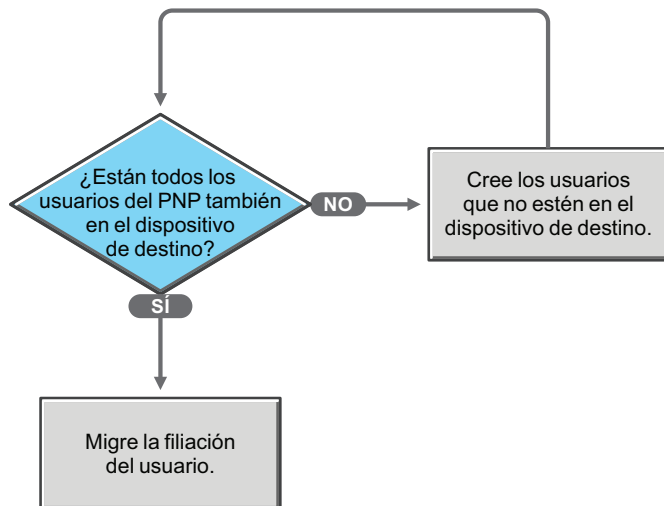 ¿Están todos los
usuarios del PNP también
en el dispositivo
de destino?
NO
Cree los usuarios
que no estén en el
dispositivo de destino.
SÍ
Migre la filiación
del usuario.